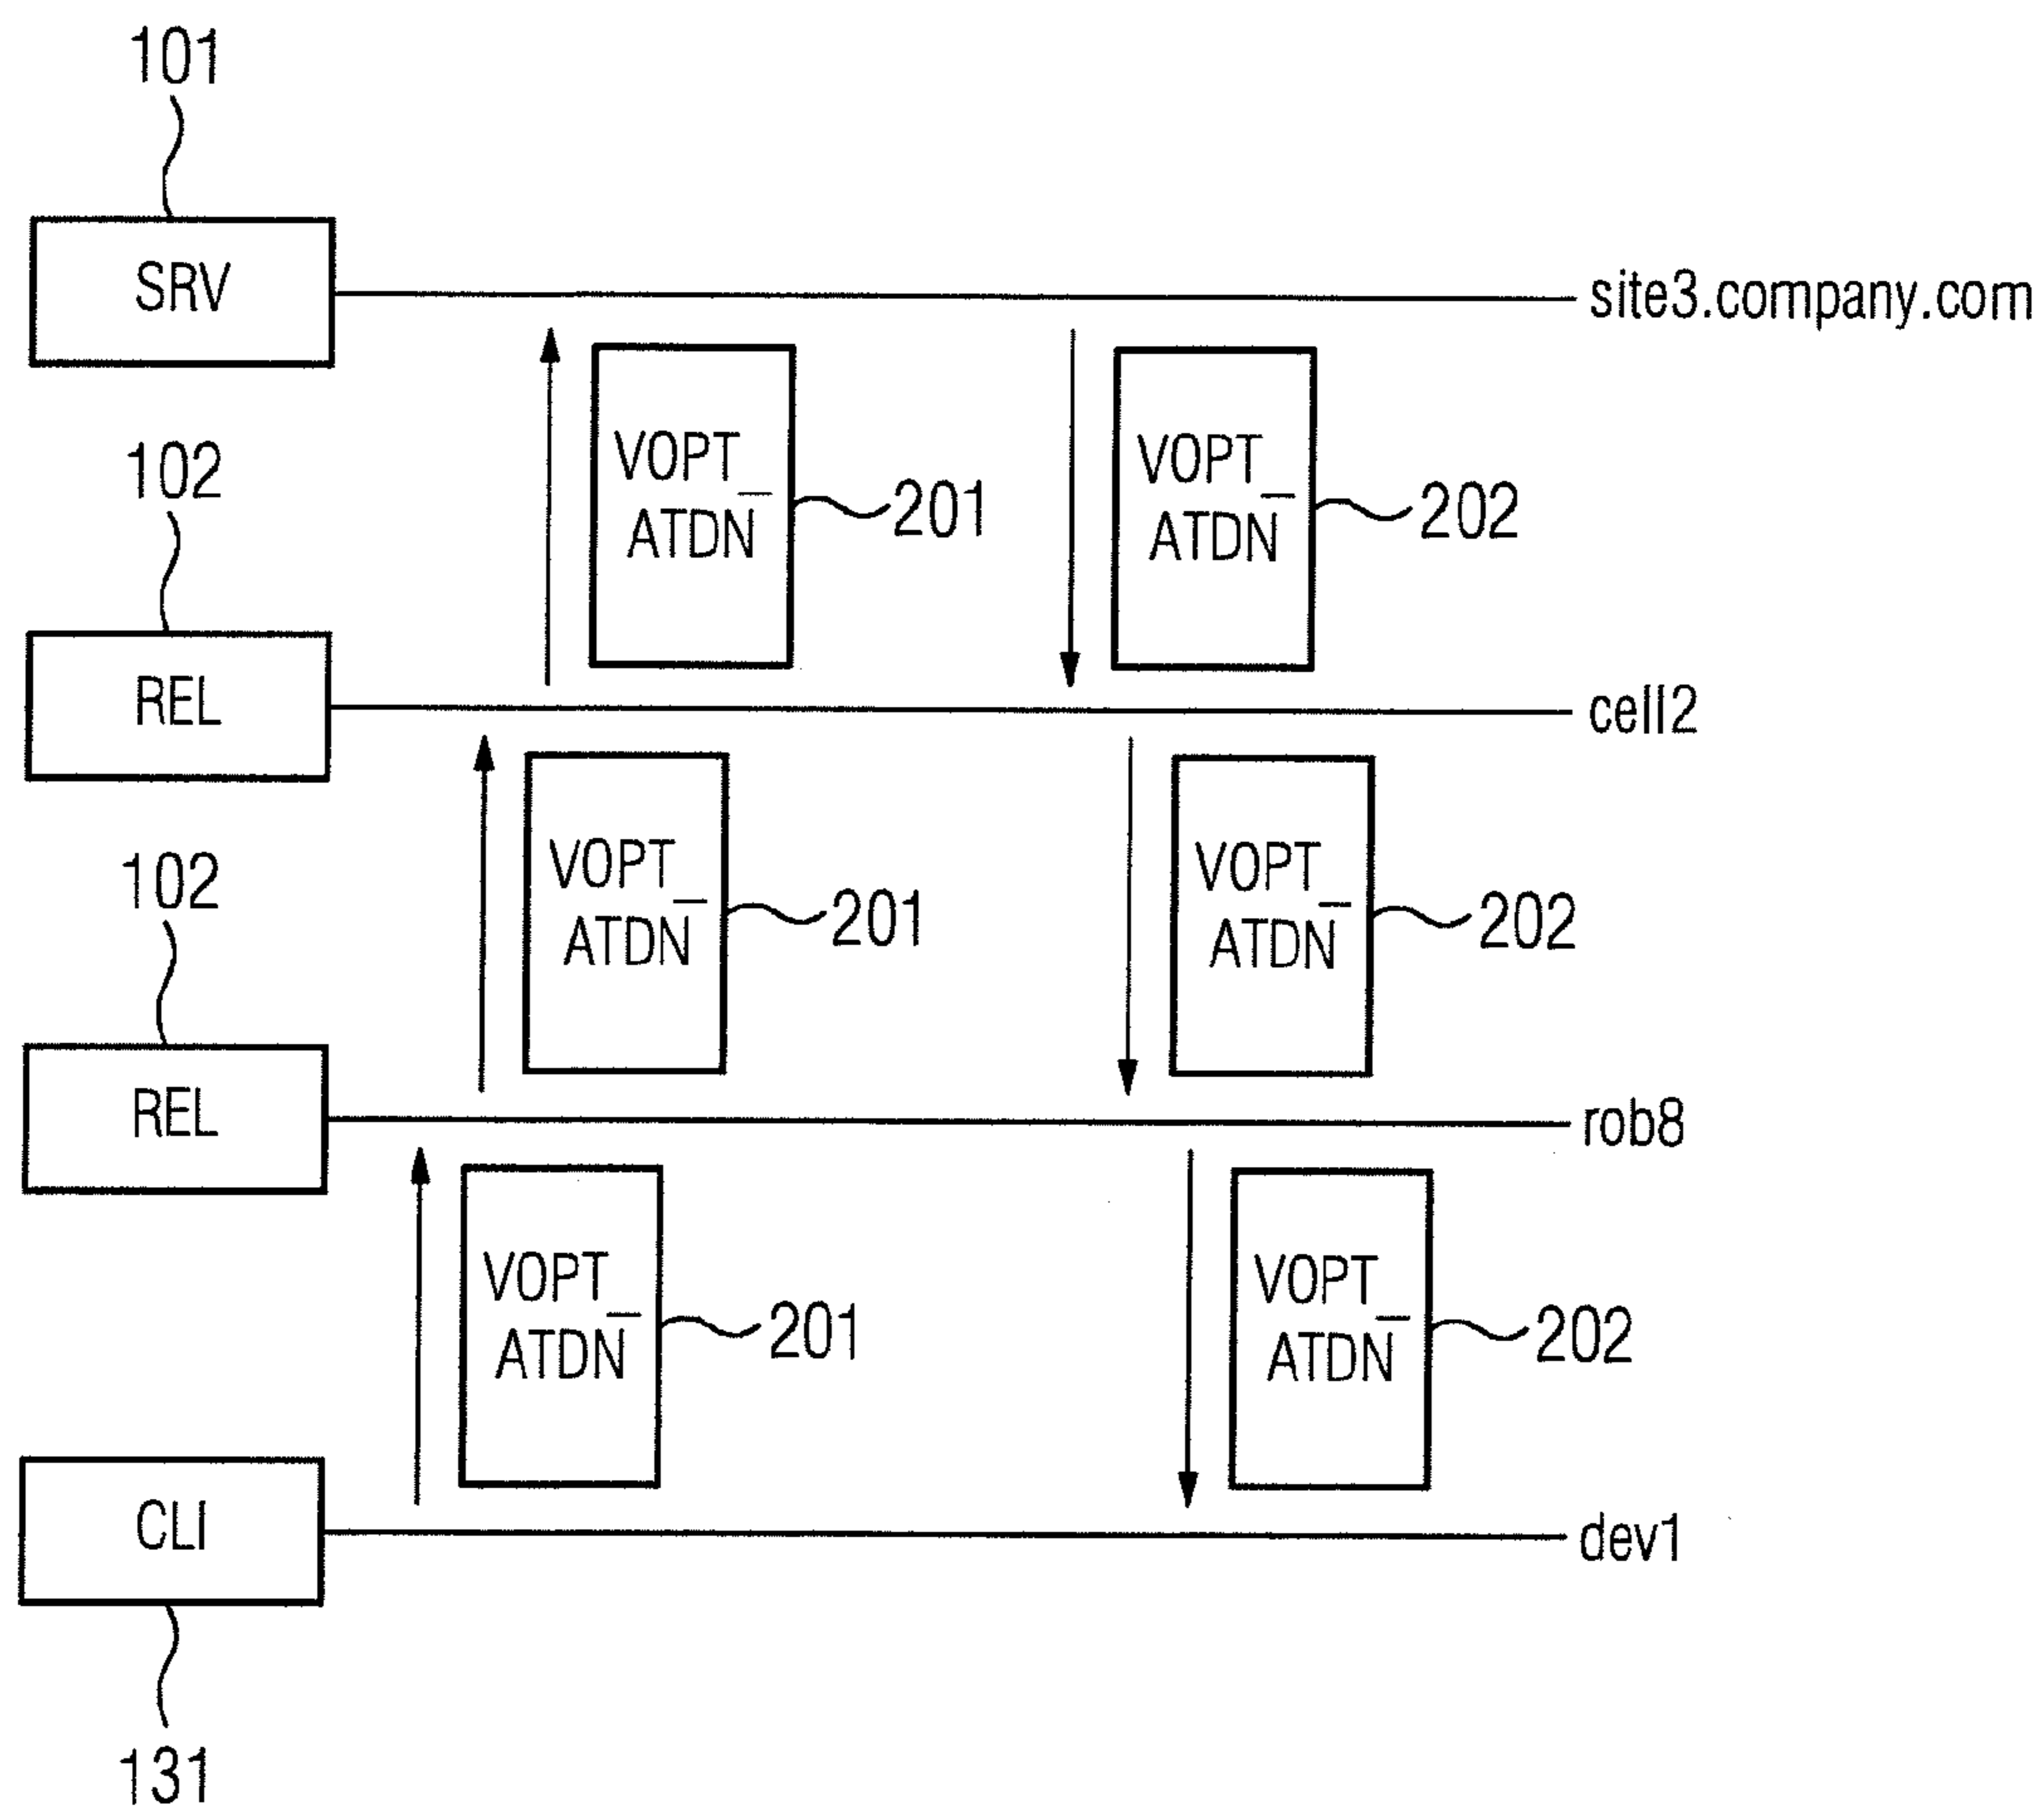 101
SRV
site3.company.com
VOPT_
ATDN
201
VOPT_
ATDN
202
102
REL
cell2
VOPT_
ATDN
201
VOPT_
ATDN
202
102
REL
rob8
VOPT_
ATDN
201
VOPT_
ATDN
202
CLI
dev1
131